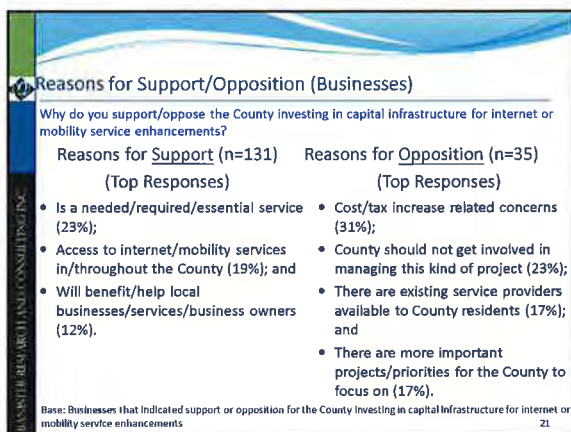 Reasons for Support/Opposition (Businesses)
Why do you support/oppose the County investing in capital infrastructure for internet or
mobility service enhancements?
Reasons for Support (n=131)
(Top Responses)
• Is a needed/required/essential service
(23%);
• Access to internet/mobility services
in/throughout the County (19%); and
• Will benefit/help local
businesses/services/business owners
(12%).
Reasons for Opposition (n=35)
(Top Responses)
• Cost/tax increase related concerns
(31%);
• County should not get involved in
managing this kind of project (23%);
• There are existing service providers
available to County residents (17%);
and
• There are more important
projects/priorities for the County to
focus on (17%).
Base: Businesses that indicated support or opposition for the County investing in capital infrastructure for internet or
mobility service enhancements
21
RESEARCH AND CONSULTING INC